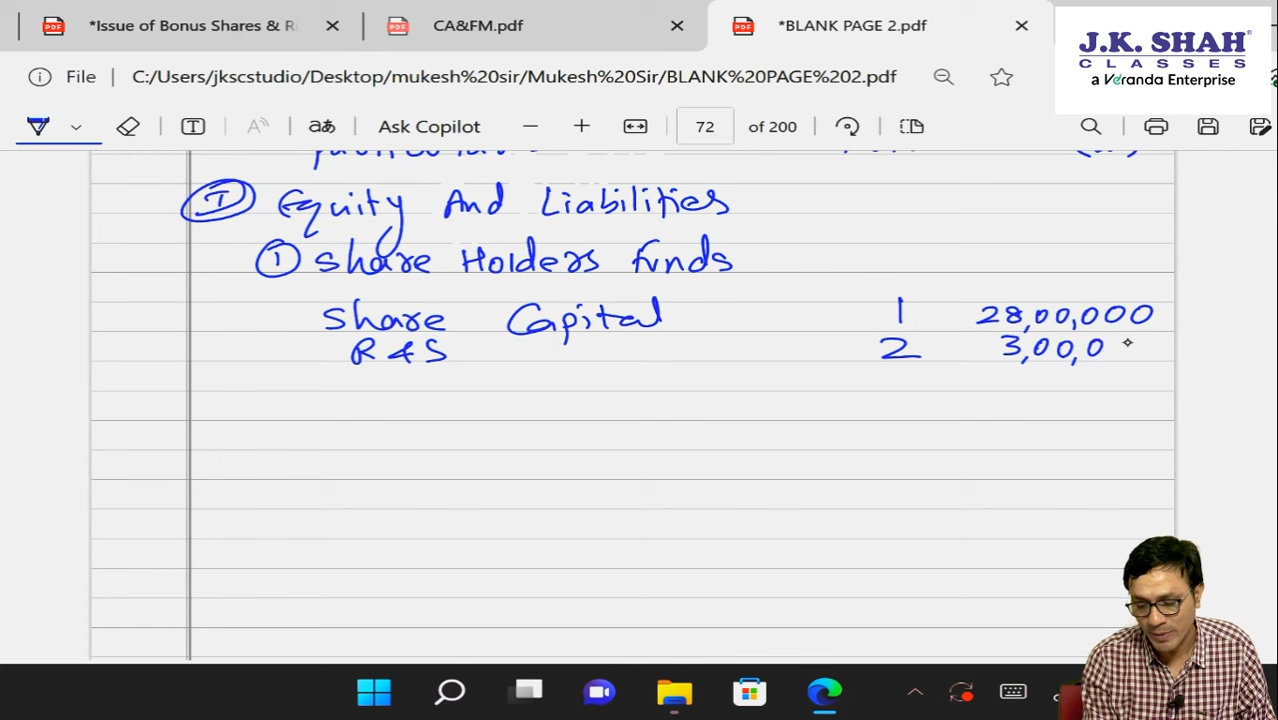 *Issue of Bonus Shares & R
CA&FM.pdf
*BLANK PAGE 2.pdf
J.K. SHAH
CLASSES
a Veranda Enterprise
File
C:/Users/jkscstudio/Desktop/mukesh%20sir/Mukesh%20Sir/BLANK%20PAGE%202.pdf
Ask Copilot
72 of 200
I Equity And Liabilities
1 Share Holders Funds
Share Capital 1 28,00,000
R & S 2 3,00,0